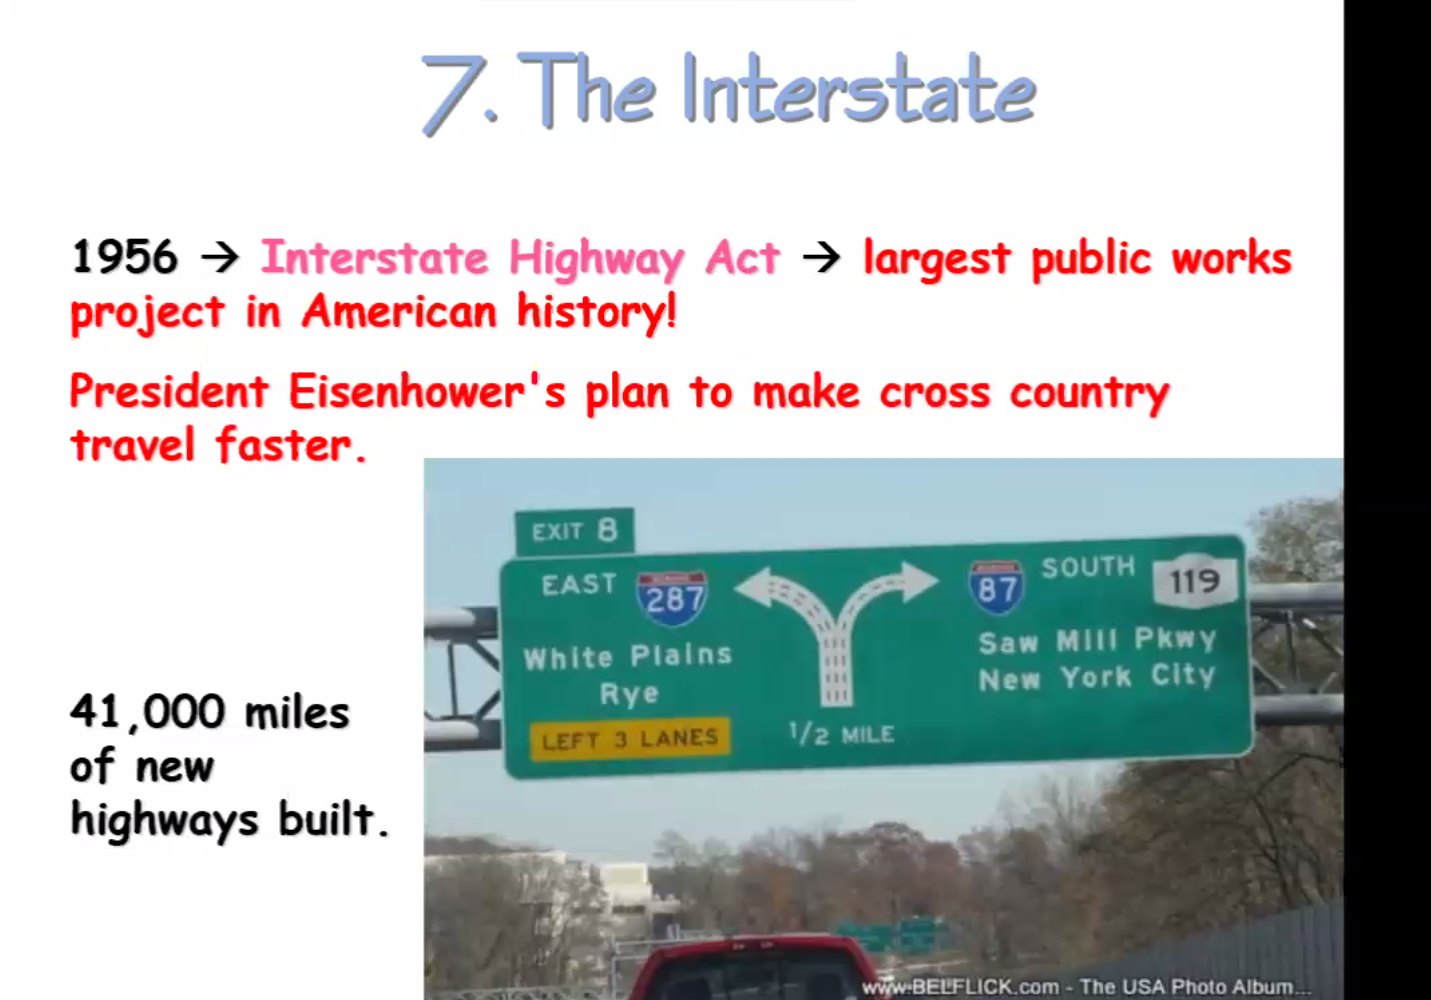 7. The Interstate
1956 → Interstate Highway Act → largest public works
project in American history!
President Eisenhower's plan to make cross country
travel faster.
41,000 miles
of new
highways built.
EXIT 8
EAST 287
White Plains
Rye
LEFT 3 LANES
1/2 MILE
87 SOUTH 119
Saw Mill Pkwy
New York City
www.BELFLICK.com - The USA Photo Album...